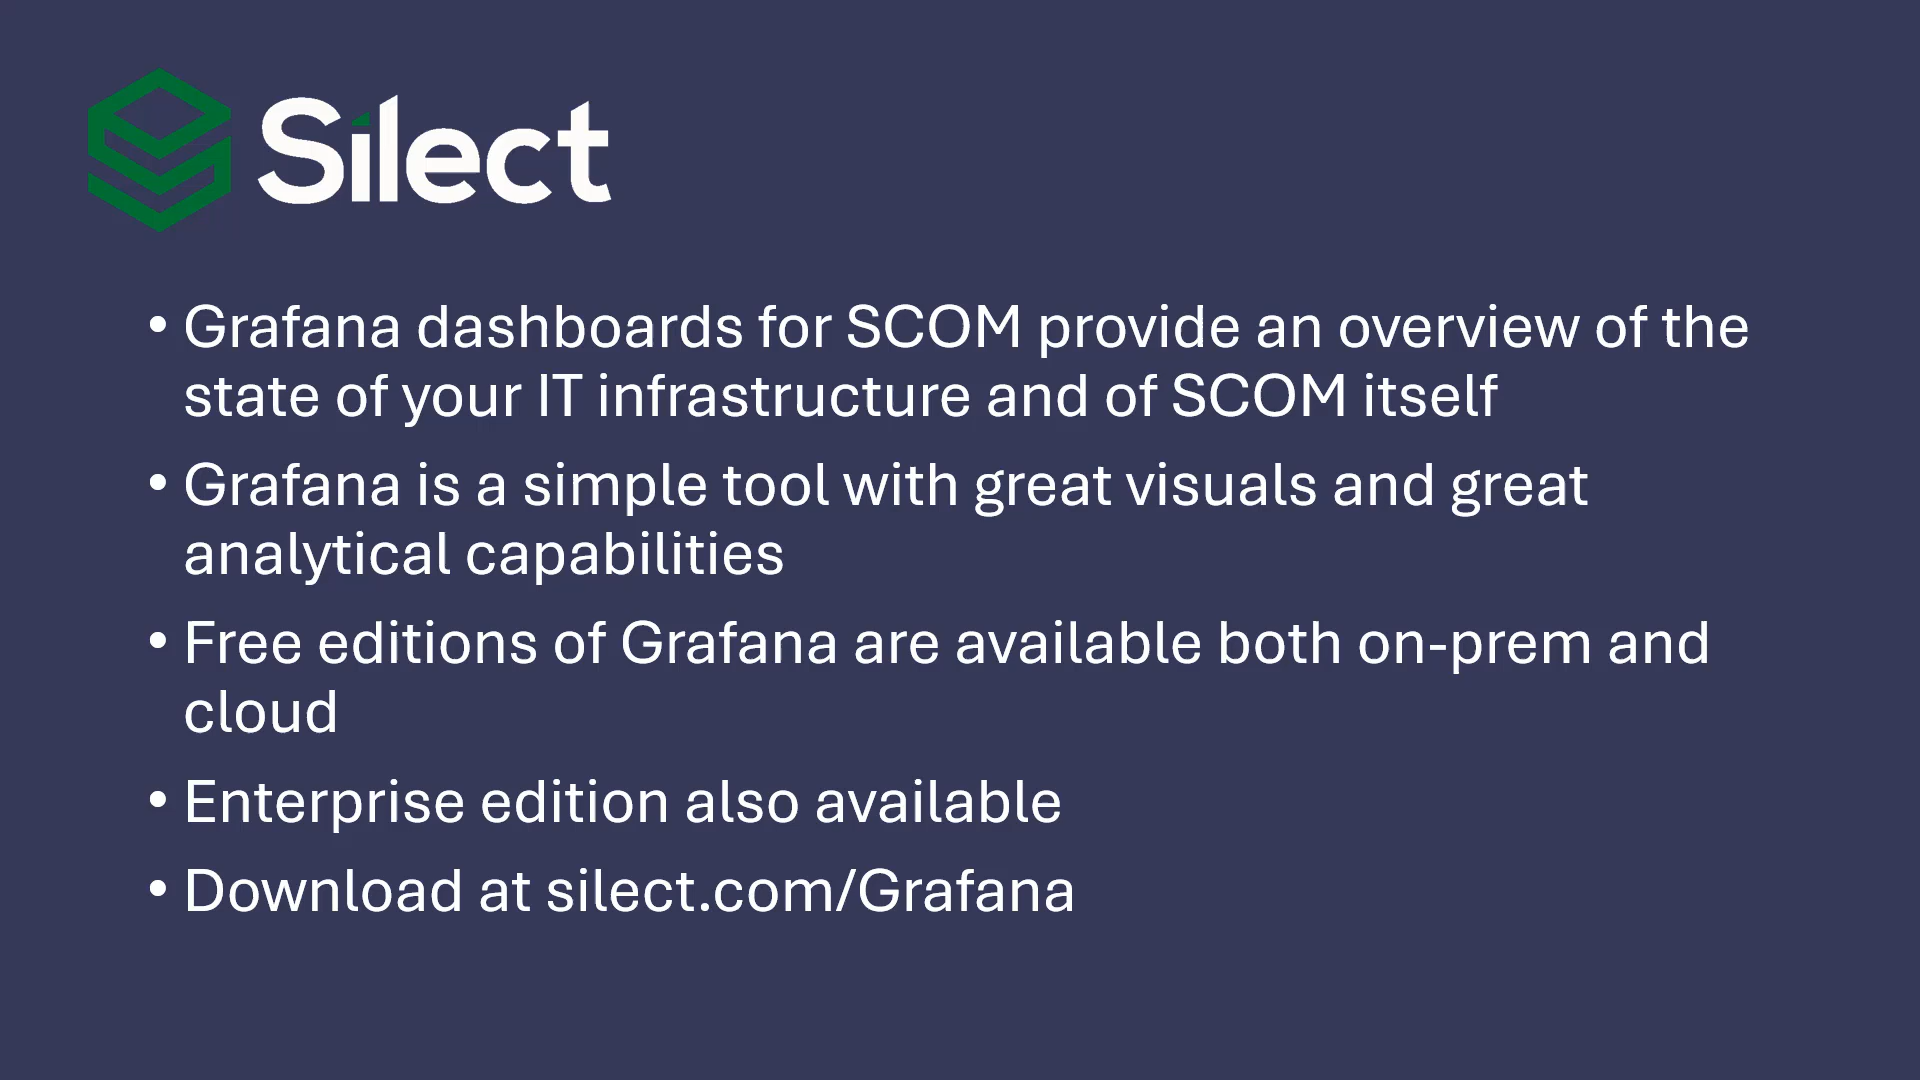 Silect
• Grafana dashboards for SCOM provide an overview of the
state of your IT infrastructure and of SCOM itself
• Grafana is a simple tool with great visuals and great
analytical capabilities
• Free editions of Grafana are available both on-prem and
cloud
• Enterprise edition also available
• Download at silect.com/Grafana